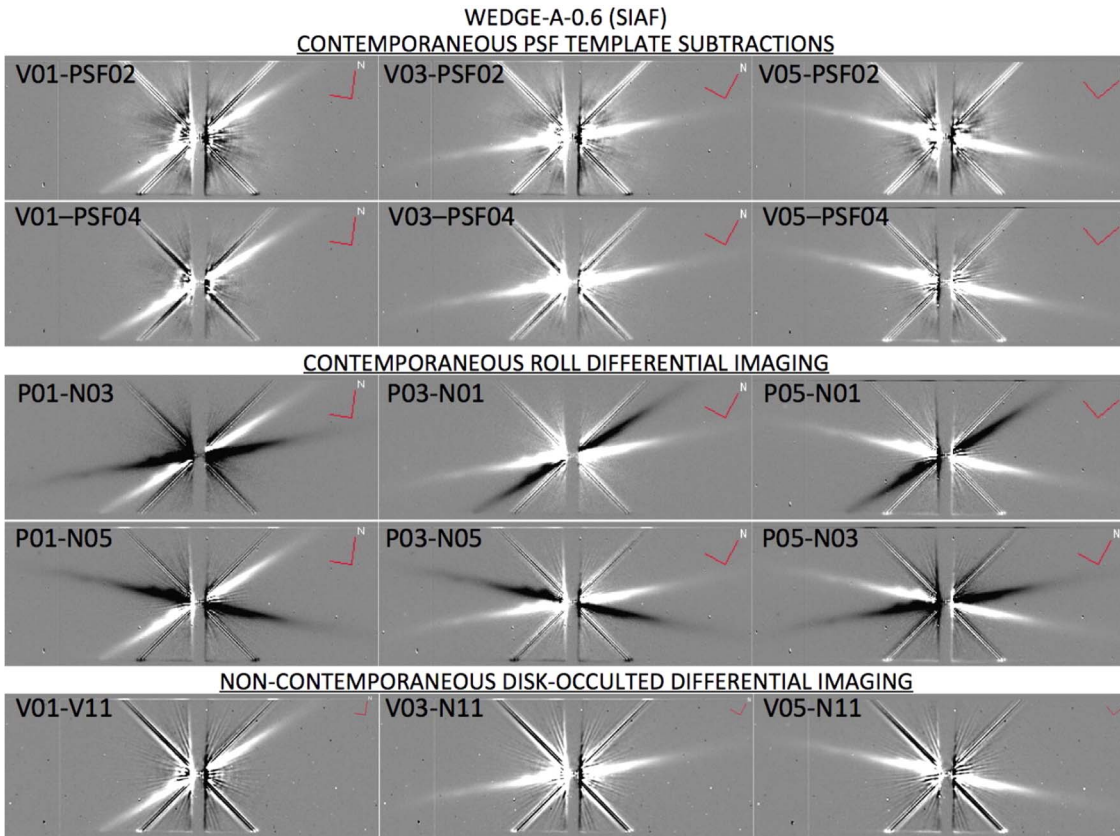 WEDGE-A-0.6 (SIAF)
CONTEMPORANEOUS PSF TEMPLATE SUBTRACTIONS
V01-PSF02 N V03-PSF02 N V05-PSF02
V01–PSF04 N V03–PSF04 N V05–PSF04
CONTEMPORANEOUS ROLL DIFFERENTIAL IMAGING
P01-N03 N P03-N01 N P05-N01
P01-N05 N P03-N05 N P05-N03 N
NON-CONTEMPORANEOUS DISK-OCCULTED DIFFERENTIAL IMAGING
V01-V11 V03-N11 V05-N11